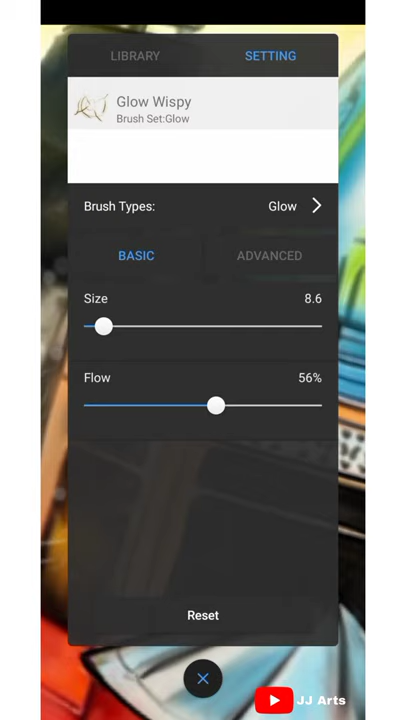 LIBRARY SETTING
Glow Wispy
Brush Set:Glow
Brush Types: Glow
BASIC ADVANCED
Size 8.6
Flow 56%
Reset
JJ Arts